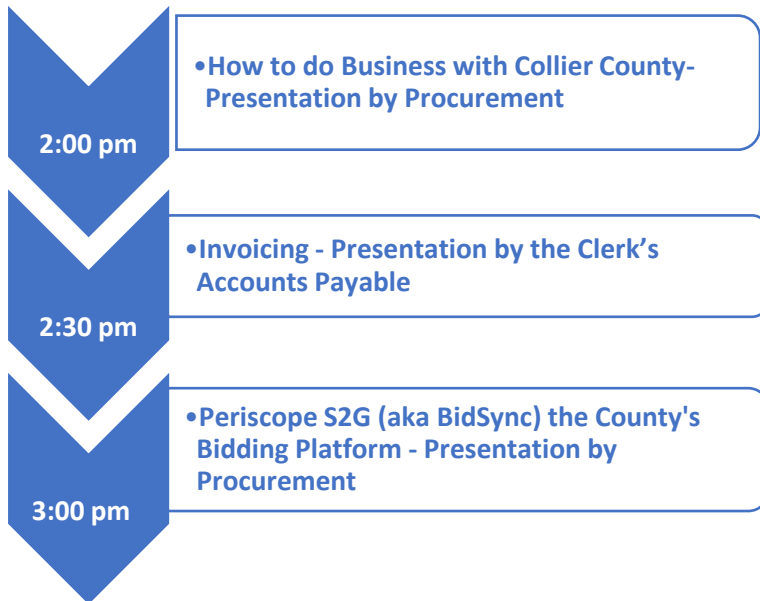 2:00 pm
•How to do Business with Collier County-
Presentation by Procurement
2:30 pm
•Invoicing - Presentation by the Clerk’s
Accounts Payable
3:00 pm
•Periscope S2G (aka BidSync) the County's
Bidding Platform - Presentation by
Procurement